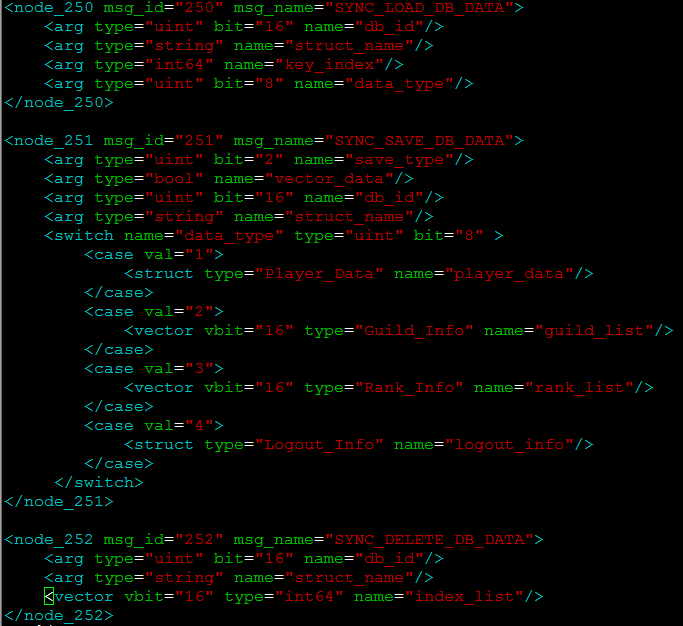 <node_250 msg_id="250" msg_name="SYNC_LOAD_DB_DATA">
    <arg type="uint" bit="16" name="db_id"/>
    <arg type="string" name="struct_name"/>
    <arg type="int64" name="key_index"/>
    <arg type="uint" bit="8" name="data_type"/>
</node_250>

<node_251 msg_id="251" msg_name="SYNC_SAVE_DB_DATA">
    <arg type="uint" bit="2" name="save_type"/>
    <arg type="bool" name="vector_data"/>
    <arg type="uint" bit="16" name="db_id"/>
    <arg type="string" name="struct_name"/>
    <switch name="data_type" type="uint" bit="8" >
        <case val="1">
            <struct type="Player_Data" name="player_data"/>
        </case>
        <case val="2">
            <vector vbit="16" type="Guild_Info" name="guild_list"/>
        </case>
        <case val="3">
            <vector vbit="16" type="Rank_Info" name="rank_list"/>
        </case>
        <case val="4">
            <struct type="Logout_Info" name="logout_info"/>
        </case>
     </switch>
</node_251>

<node_252 msg_id="252" msg_name="SYNC_DELETE_DB_DATA">
    <arg type="uint" bit="16" name="db_id"/>
    <arg type="string" name="struct_name"/>
    <vector vbit="16" type="int64" name="index_list"/>
</node_252>